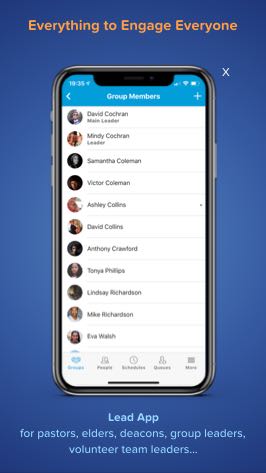 Everything to Engage Everyone
X
19:35
Group Members
David Cochran
Main Leader
Mindy Cochran
Leader
Samantha Coleman
Victor Coleman
Ashley Collins
David Collins
Anthony Crawford
Tonya Phillips
Lindsay Richardson
Mike Richardson
Eva Walsh
Groups People Schedules Queues More
Lead App
for pastors, elders, deacons, group leaders,
volunteer team leaders...